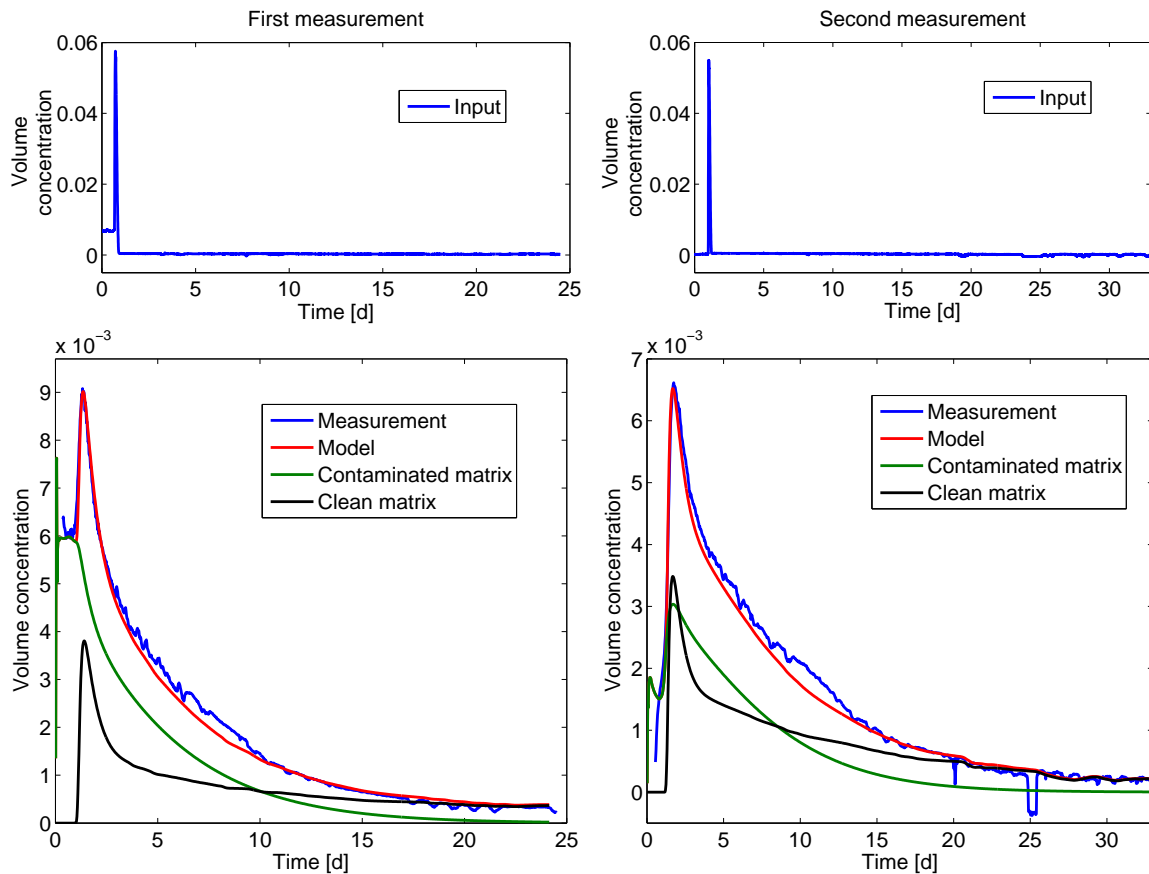 First measurement
Second measurement
0.06
0.04
0.02
0
Volume
concentration
Input
0 5 10 15 20 25
Time [d]
0.06
0.04
0.02
0
Volume
concentration
Input
0 5 10 15 20 25 30
Time [d]
x 10⁻³
9
8
7
6
5
4
3
2
1
0
Volume concentration
Measurement
Model
Contaminated matrix
Clean matrix
0 5 10 15 20 25
Time [d]
x 10⁻³
7
6
5
4
3
2
1
0
Volume concentration
Measurement
Model
Contaminated matrix
Clean matrix
0 5 10 15 20 25 30
Time [d]